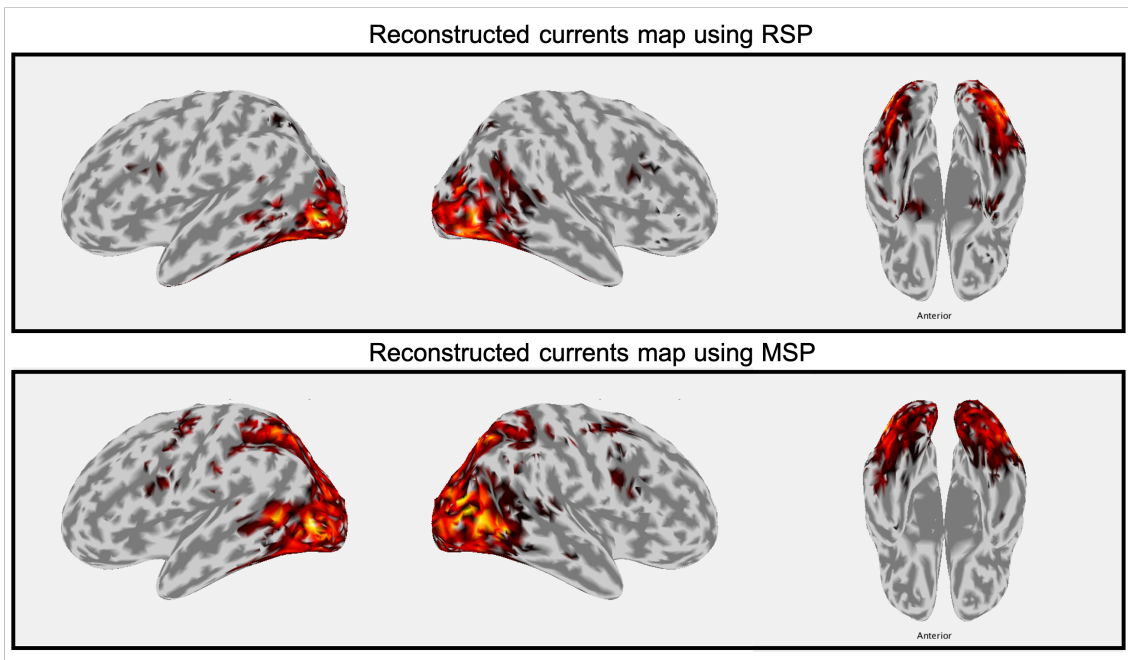 Reconstructed currents map using RSP
Anterior
Reconstructed currents map using MSP
Anterior